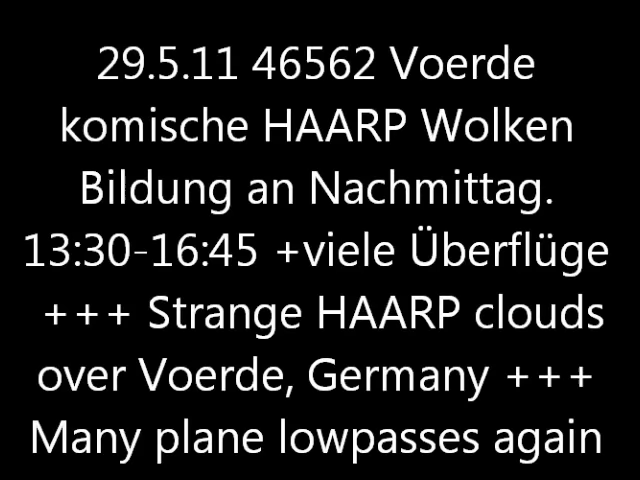 29.5.11 46562 Voerde
komische HAARP Wolken
Bildung an Nachmittag.
13:30-16:45 +viele Überflüge
+++ Strange HAARP clouds
over Voerde, Germany +++
Many plane lowpasses again